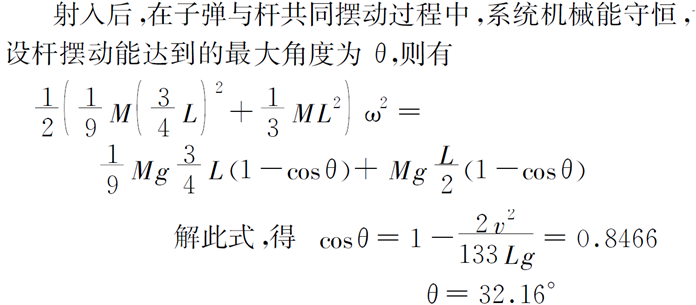 射入后,在子弹与杆共同摆动过程中,系统机械能守恒,
设杆摆动能达到的最大角度为 θ,则有
$\frac{1}{2}\left(\frac{1}{9}M\left(\frac{3}{4}L\right)^2+\frac{1}{3}ML^2\right)\omega^2=$
$\frac{1}{9}Mg\frac{3}{4}L(1-\cos\theta)+Mg\frac{L}{2}(1-\cos\theta)$
解此式,得 $\cos\theta=1-\frac{2v^2}{133Lg}=0.8466$
$\theta=32.16°$